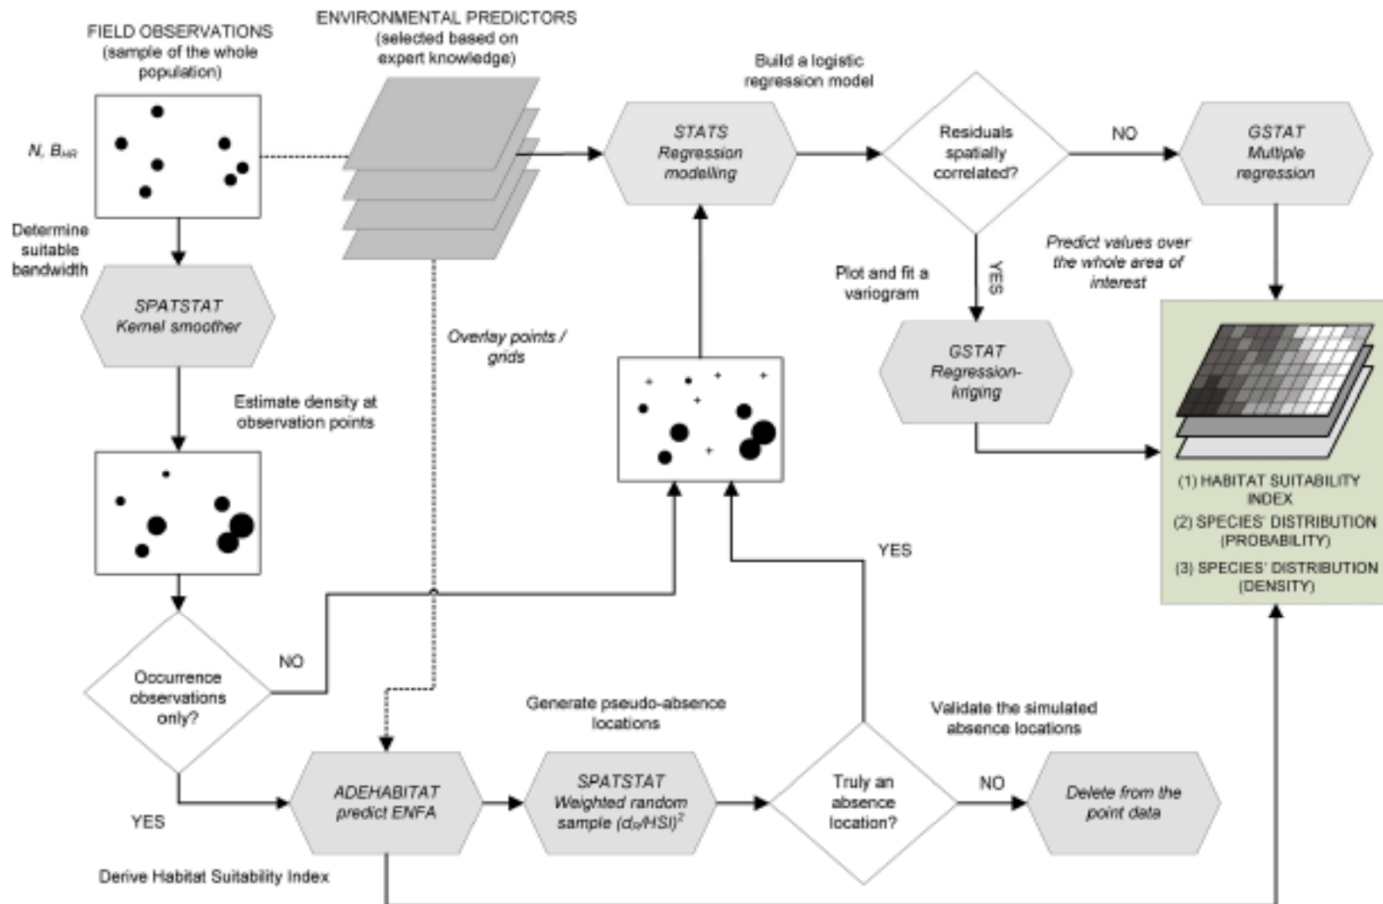 FIELD OBSERVATIONS
(sample of the whole
population)
ENVIRONMENTAL PREDICTORS
(selected based on
expert knowledge)
Build a logistic
regression model
N, BHR
STATS
Regression
modelling
Residuals
spatially
correlated?
NO
GSTAT
Multiple
regression
Determine
suitable
bandwidth
SPATSTAT
Kernel smoother
Overlay points /
grids
Plot and fit a
variogram
YES
Predict values over
the whole area of
interest
GSTAT
Regression-
kriging
Estimate density at
observation points
(1) HABITAT SUITABILITY
INDEX
(2) SPECIES' DISTRIBUTION
(PROBABILITY)
(3) SPECIES' DISTRIBUTION
(DENSITY)
YES
Occurrence
observations
only?
NO
Generate pseudo-absence
locations
Validate the simulated
absence locations
YES
ADEHABITAT
predict ENFA
SPATSTAT
Weighted random
sample (dR/HSI)2
Truly an
absence
location?
NO
Delete from the
point data
Derive Habitat Suitability Index